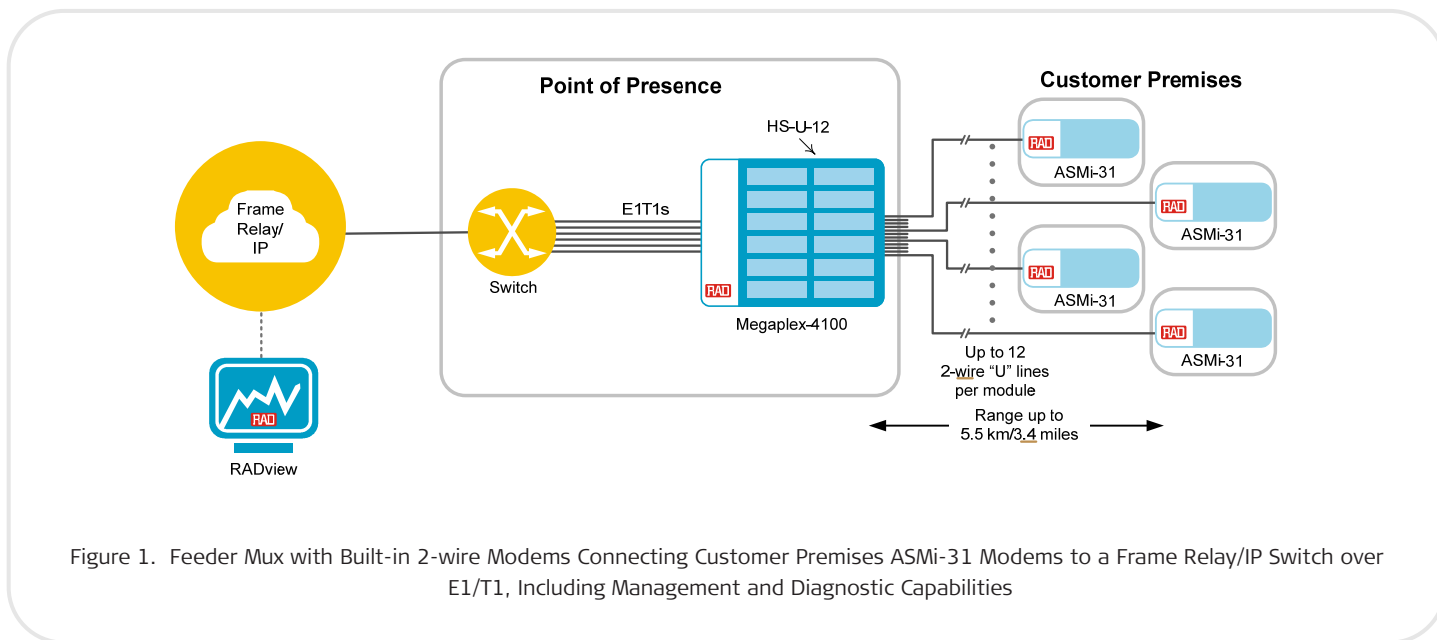 Point of Presence
Customer Premises
HS-U-12
RAD
ASMi-31
Frame
Relay/
IP
E1T1s
RAD
ASMi-31
Switch
RAD
ASMi-31
RAD
Megaplex-4100
RAD
ASMi-31
Up to 12
2-wire “U” lines
per module
RAD
RADview
Range up to
5.5 km/3.4 miles
Figure 1. Feeder Mux with Built-in 2-wire Modems Connecting Customer Premises ASMi-31 Modems to a Frame Relay/IP Switch over
E1/T1, Including Management and Diagnostic Capabilities